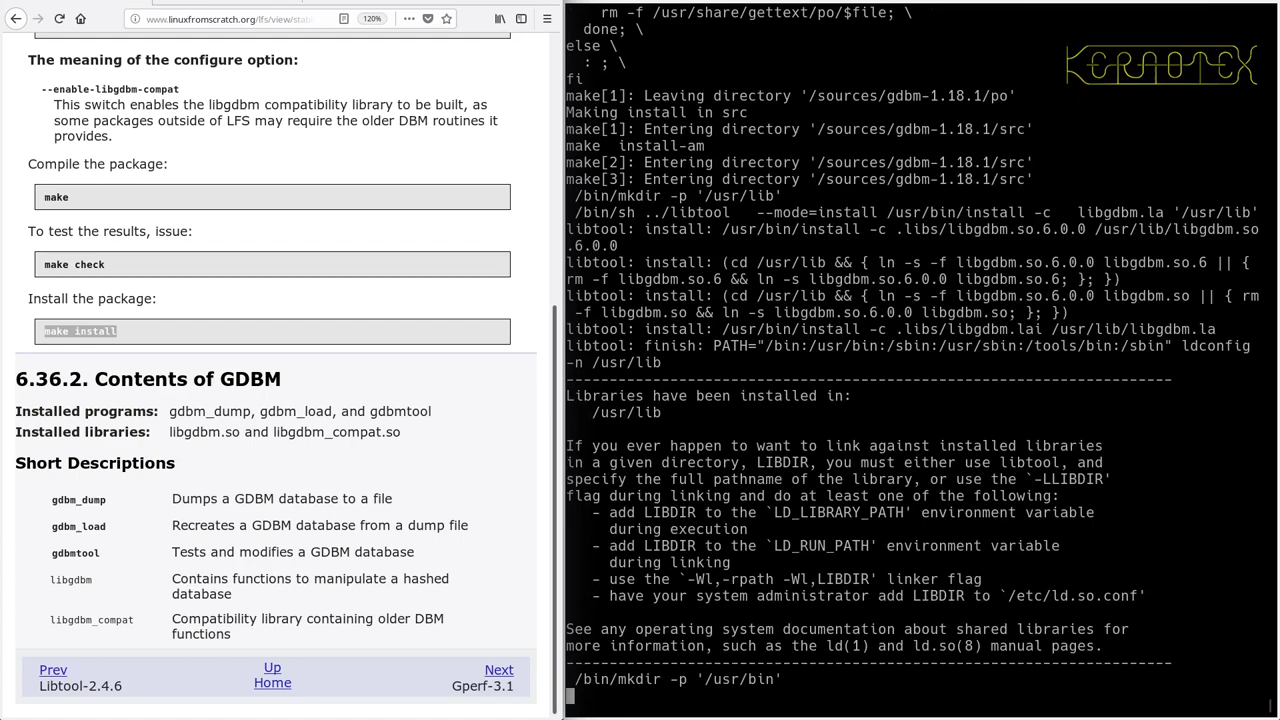 www.linuxfromscratch.org/lfs/view/stab
120%
The meaning of the configure option:
--enable-libgdbm-compat
This switch enables the libgdbm compatibility library to be built, as
some packages outside of LFS may require the older DBM routines it
provides.
Compile the package:
make
To test the results, issue:
make check
Install the package:
make install
6.36.2. Contents of GDBM
Installed programs: gdbm_dump, gdbm_load, and gdbmtool
Installed libraries: libgdbm.so and libgdbm_compat.so
Short Descriptions
gdbm_dump Dumps a GDBM database to a file
gdbm_load Recreates a GDBM database from a dump file
gdbmtool Tests and modifies a GDBM database
libgdbm Contains functions to manipulate a hashed
database
libgdbm_compat Compatibility library containing older DBM
functions
Prev Up Next
Libtool-2.4.6 Home Gperf-3.1
rm -f /usr/share/gettext/po/$file; \
done; \
else \
: ; \
fi
make[1]: Leaving directory '/sources/gdbm-1.18.1/po'
Making install in src
make[1]: Entering directory '/sources/gdbm-1.18.1/src'
make  install-am
make[2]: Entering directory '/sources/gdbm-1.18.1/src'
make[3]: Entering directory '/sources/gdbm-1.18.1/src'
/bin/mkdir -p '/usr/lib'
/bin/sh ../libtool   --mode=install /usr/bin/install -c   libgdbm.la '/usr/lib'
libtool: install: /usr/bin/install -c .libs/libgdbm.so.6.0.0 /usr/lib/libgdbm.so
.6.0.0
libtool: install: (cd /usr/lib && { ln -s -f libgdbm.so.6.0.0 libgdbm.so.6 || {
rm -f libgdbm.so.6 && ln -s libgdbm.so.6.0.0 libgdbm.so.6; }; })
libtool: install: (cd /usr/lib && { ln -s -f libgdbm.so.6.0.0 libgdbm.so || { rm
-f libgdbm.so && ln -s libgdbm.so.6.0.0 libgdbm.so; }; })
libtool: install: /usr/bin/install -c .libs/libgdbm.lai /usr/lib/libgdbm.la
libtool: finish: PATH="/bin:/usr/bin:/sbin:/usr/sbin:/tools/bin:/sbin" ldconfig
-n /usr/lib
----------------------------------------------------------------------
Libraries have been installed in:
/usr/lib
If you ever happen to want to link against installed libraries
in a given directory, LIBDIR, you must either use libtool, and
specify the full pathname of the library, or use the `-LLIBDIR'
flag during linking and do at least one of the following:
- add LIBDIR to the `LD_LIBRARY_PATH' environment variable
during execution
- add LIBDIR to the `LD_RUN_PATH' environment variable
during linking
- use the `-Wl,-rpath -Wl,LIBDIR' linker flag
- have your system administrator add LIBDIR to `/etc/ld.so.conf'
See any operating system documentation about shared libraries for
more information, such as the ld(1) and ld.so(8) manual pages.
----------------------------------------------------------------------
/bin/mkdir -p '/usr/bin'